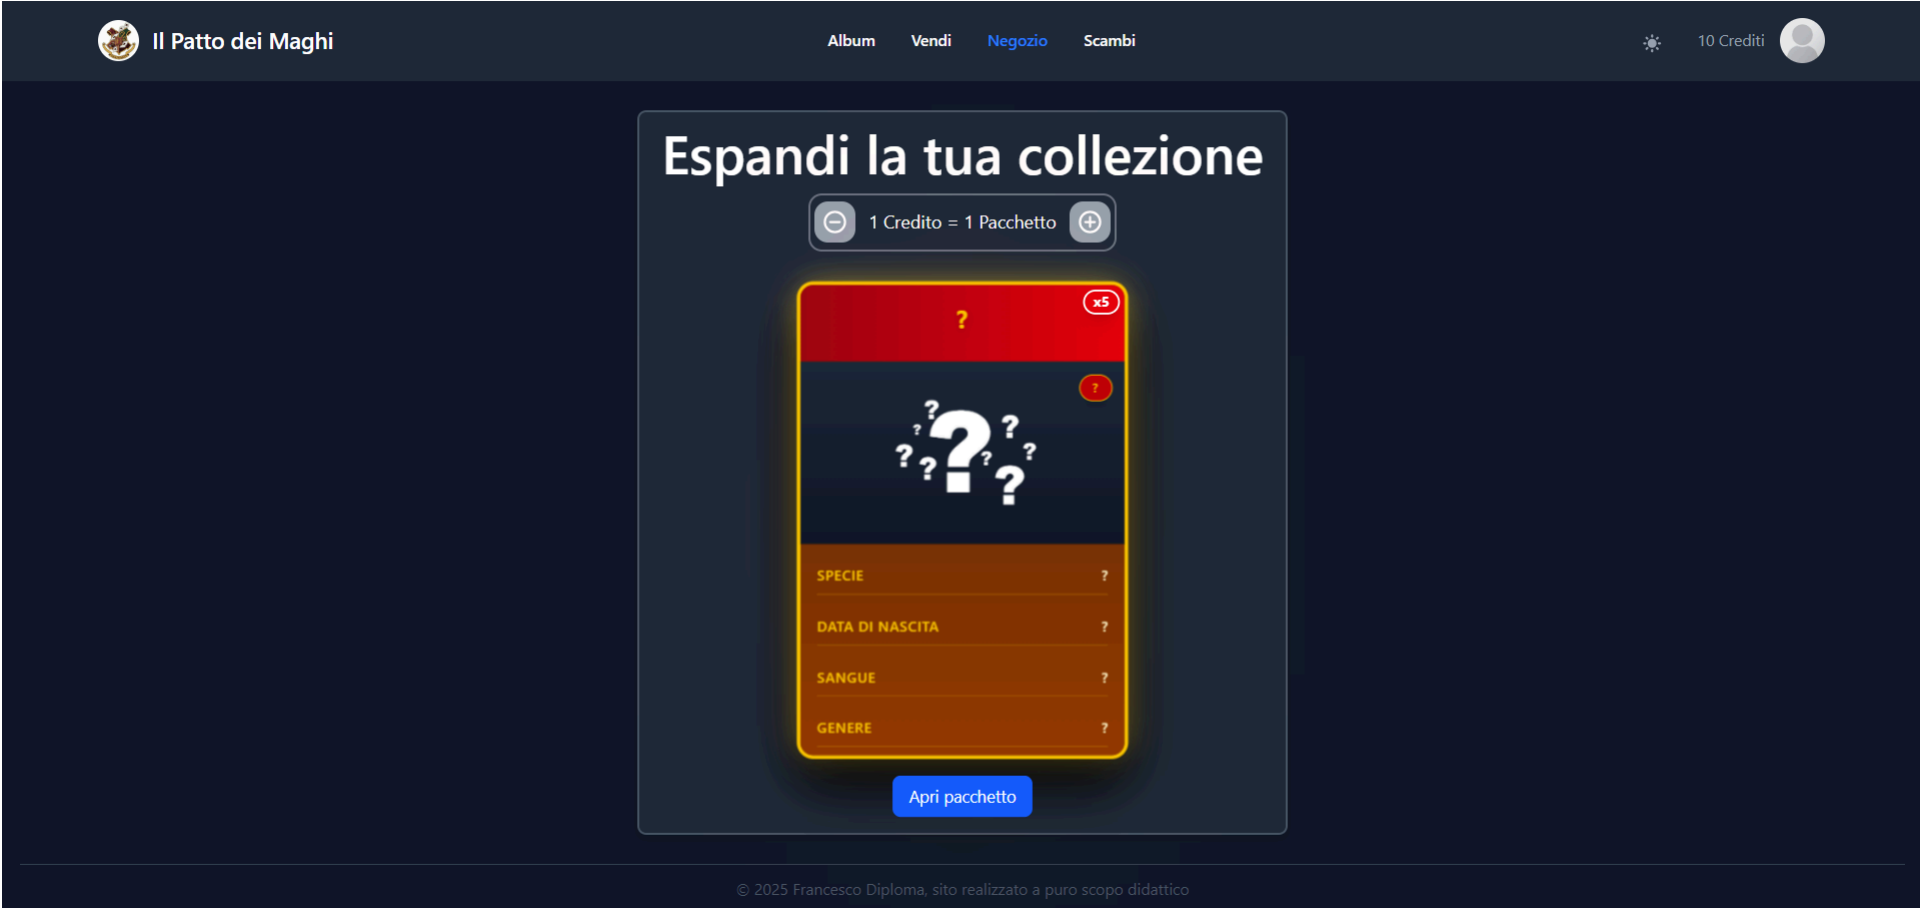 Il Patto dei Maghi
Album Vendi Negozio Scambi
10 Crediti
Espandi la tua collezione
1 Credito = 1 Pacchetto
x5
?
?
? ? ? ? ? ? ? ? ?
SPECIE ?
DATA DI NASCITA ?
SANGUE ?
GENERE ?
Apri pacchetto
© 2025 Francesco Diploma, sito realizzato a puro scopo didattico